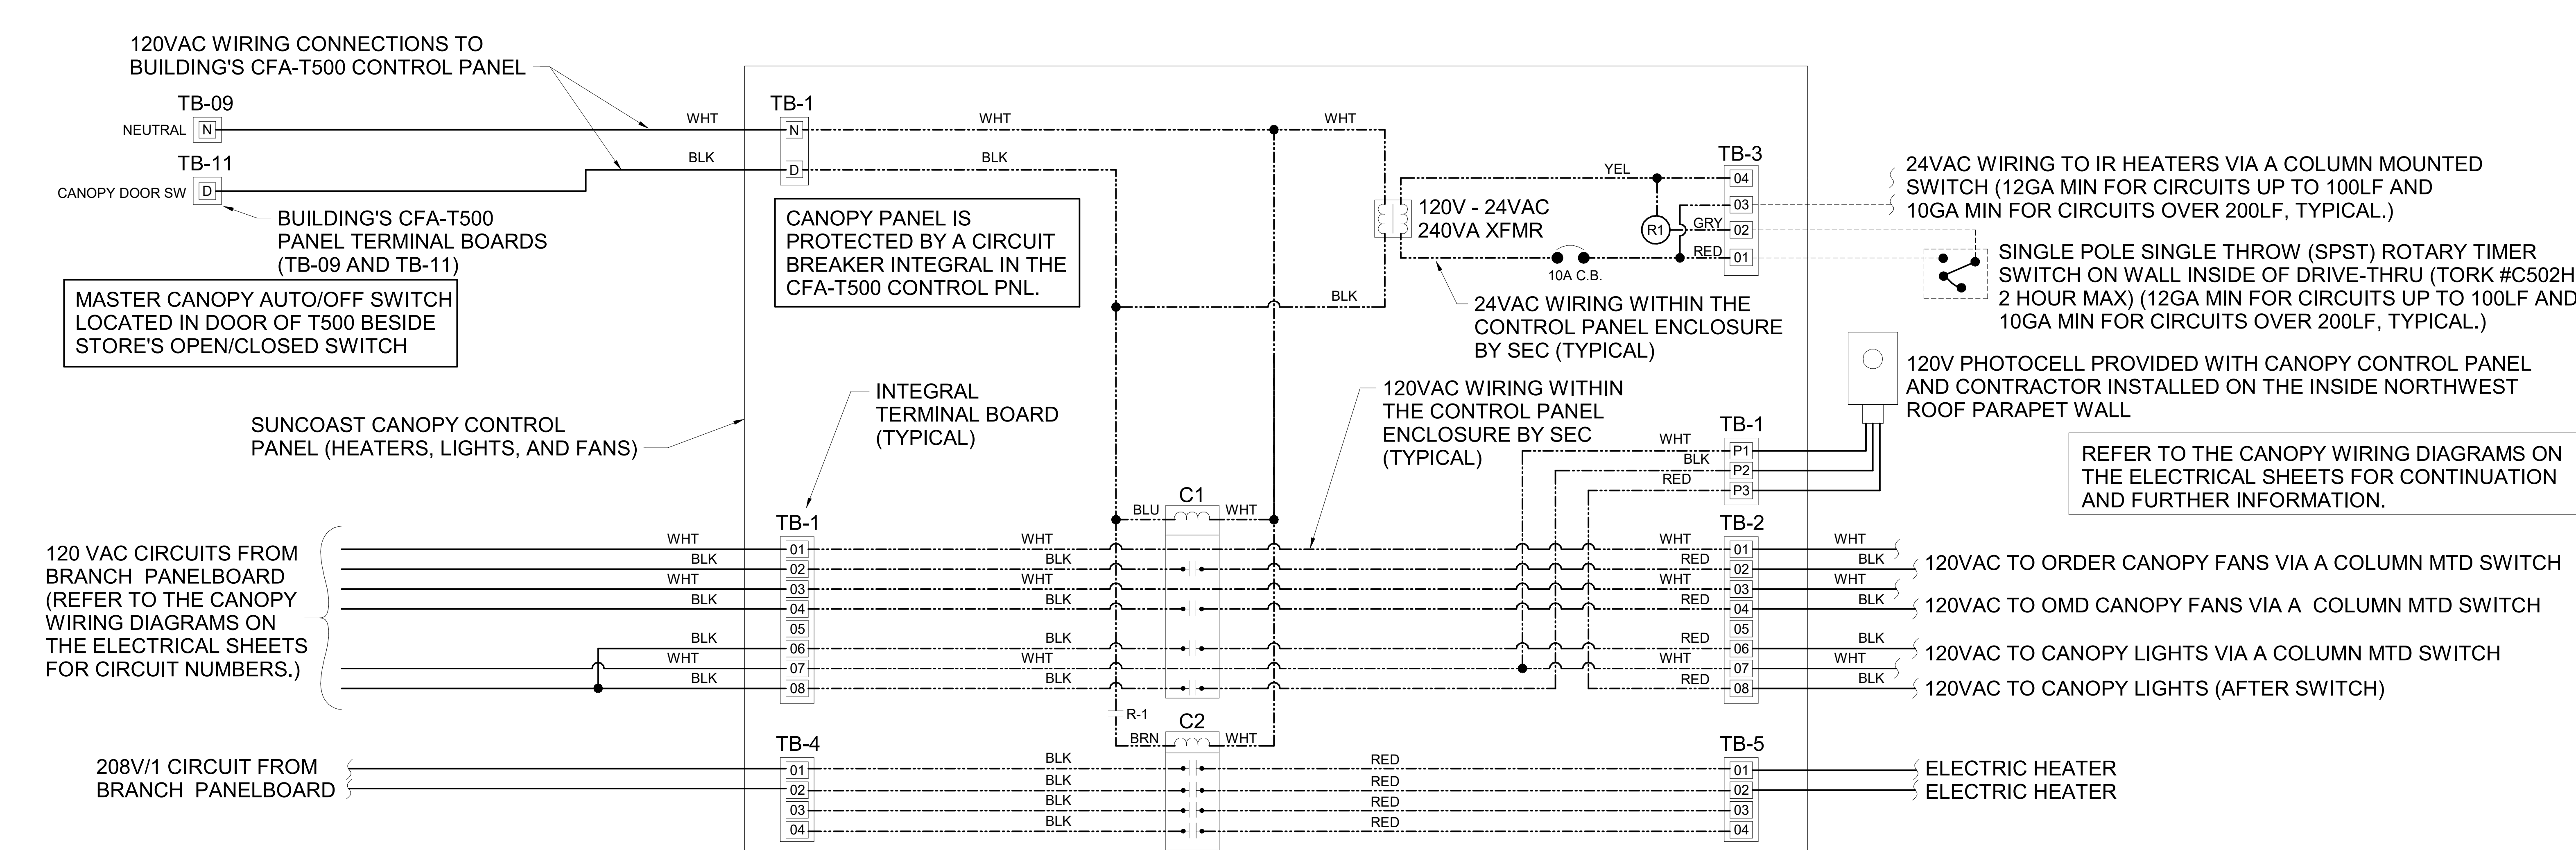 120VAC WIRING CONNECTIONS TO
BUILDING'S CFA-T500 CONTROL PANEL
TB-09
NEUTRAL N
TB-11
CANOPY DOOR SW D
BUILDING'S CFA-T500
PANEL TERMINAL BOARDS
(TB-09 AND TB-11)
MASTER CANOPY AUTO/OFF SWITCH
LOCATED IN DOOR OF T500 BESIDE
STORE'S OPEN/CLOSED SWITCH
SUNCOAST CANOPY CONTROL
PANEL (HEATERS, LIGHTS, AND FANS)
WHT
BLK
TB-1
N
D
WHT
BLK
WHT
BLK
CANOPY PANEL IS
PROTECTED BY A CIRCUIT
BREAKER INTEGRAL IN THE
CFA-T500 CONTROL PNL.
INTEGRAL
TERMINAL BOARD
(TYPICAL)
120V - 24VAC
240VA XFMR
YEL
R1
GRY
RED
10A C.B.
TB-3
04
03
02
01
24VAC WIRING WITHIN THE
CONTROL PANEL ENCLOSURE
BY SEC (TYPICAL)
120VAC WIRING WITHIN
THE CONTROL PANEL
ENCLOSURE BY SEC
(TYPICAL)
24VAC WIRING TO IR HEATERS VIA A COLUMN MOUNTED
SWITCH (12GA MIN FOR CIRCUITS UP TO 100LF AND
10GA MIN FOR CIRCUITS OVER 200LF, TYPICAL.)
SINGLE POLE SINGLE THROW (SPST) ROTARY TIMER
SWITCH ON WALL INSIDE OF DRIVE-THRU (TORK #C502H
2 HOUR MAX) (12GA MIN FOR CIRCUITS UP TO 100LF AND
10GA MIN FOR CIRCUITS OVER 200LF, TYPICAL.)
120V PHOTOCELL PROVIDED WITH CANOPY CONTROL PANEL
AND CONTRACTOR INSTALLED ON THE INSIDE NORTHWEST
ROOF PARAPET WALL
TB-1
WHT P1
BLK P2
RED P3
REFER TO THE CANOPY WIRING DIAGRAMS ON
THE ELECTRICAL SHEETS FOR CONTINUATION
AND FURTHER INFORMATION.
120 VAC CIRCUITS FROM
BRANCH PANELBOARD
(REFER TO THE CANOPY
WIRING DIAGRAMS ON
THE ELECTRICAL SHEETS
FOR CIRCUIT NUMBERS.)
TB-1
C1
BLU WHT
TB-2
WHT 01 WHT WHT 01 WHT
BLK 02 BLK RED 02 BLK
WHT 03 WHT WHT 03 WHT
BLK 04 BLK RED 04 BLK
05 05
BLK 06 BLK RED 06 BLK
WHT 07 WHT WHT 07 WHT
BLK 08 BLK RED 08 BLK
120VAC TO ORDER CANOPY FANS VIA A COLUMN MTD SWITCH
120VAC TO OMD CANOPY FANS VIA A COLUMN MTD SWITCH
120VAC TO CANOPY LIGHTS VIA A COLUMN MTD SWITCH
120VAC TO CANOPY LIGHTS (AFTER SWITCH)
R-1
C2
BRN WHT
208V/1 CIRCUIT FROM
BRANCH PANELBOARD
TB-4
TB-5
01 BLK RED 01
02 BLK RED 02
03 BLK RED 03
04 BLK RED 04
ELECTRIC HEATER
ELECTRIC HEATER